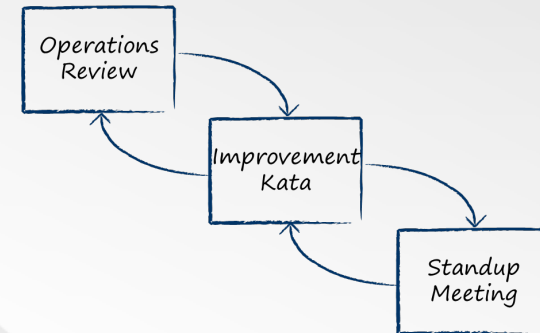 Operations
Review
Improvement
Kata
Standup
Meeting